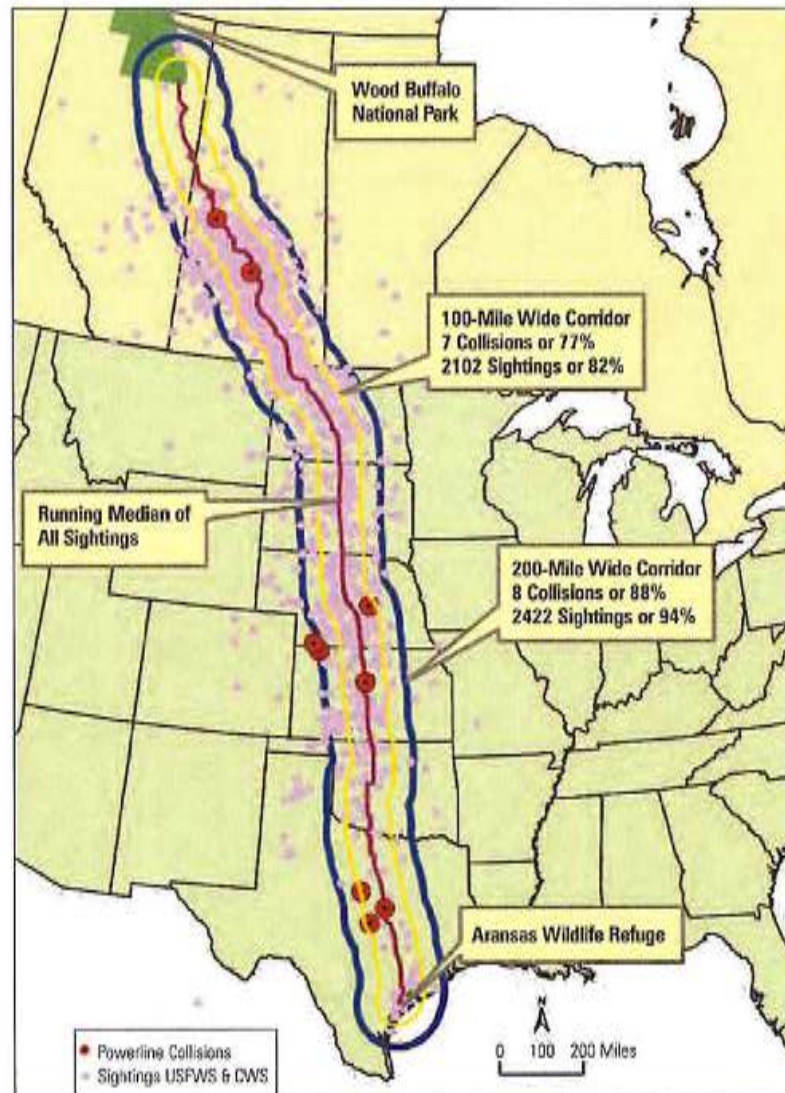 Wood Buffalo
National Park
100-Mile Wide Corridor
7 Collisions or 77%
2102 Sightings or 82%
Running Median of
All Sightings
200-Mile Wide Corridor
8 Collisions or 88%
2422 Sightings or 94%
Aransas Wildlife Refuge
N
0 100 200 Miles
Powerline Collisions
Sightings USFWS & CWS